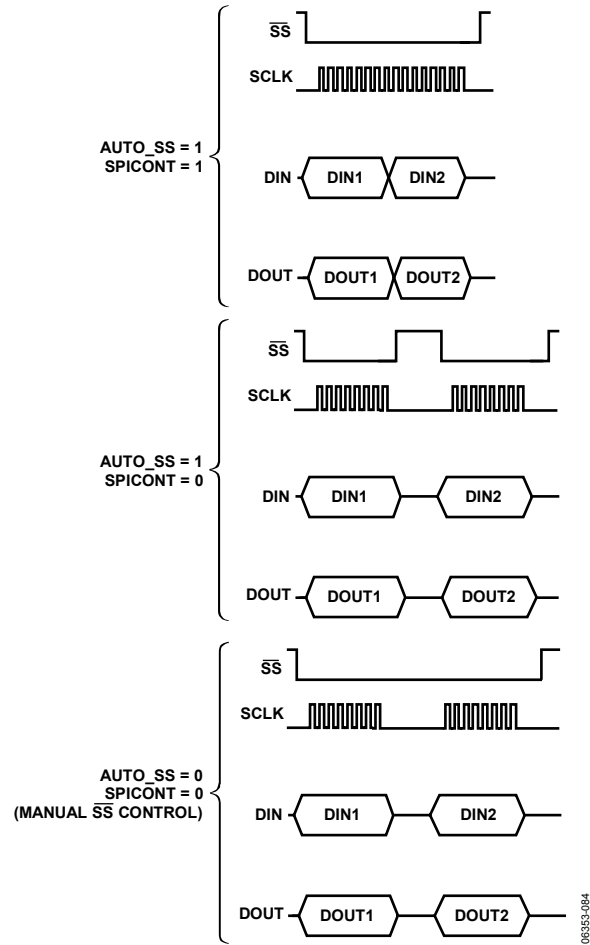 SS
SCLK
AUTO_SS = 1
SPICONT = 1
DIN DIN1 DIN2
DOUT DOUT1 DOUT2
SS
SCLK
AUTO_SS = 1
SPICONT = 0
DIN DIN1 DIN2
DOUT DOUT1 DOUT2
SS
SCLK
AUTO_SS = 0
SPICONT = 0
(MANUAL SS CONTROL)
DIN DIN1 DIN2
DOUT DOUT1 DOUT2
06353-084